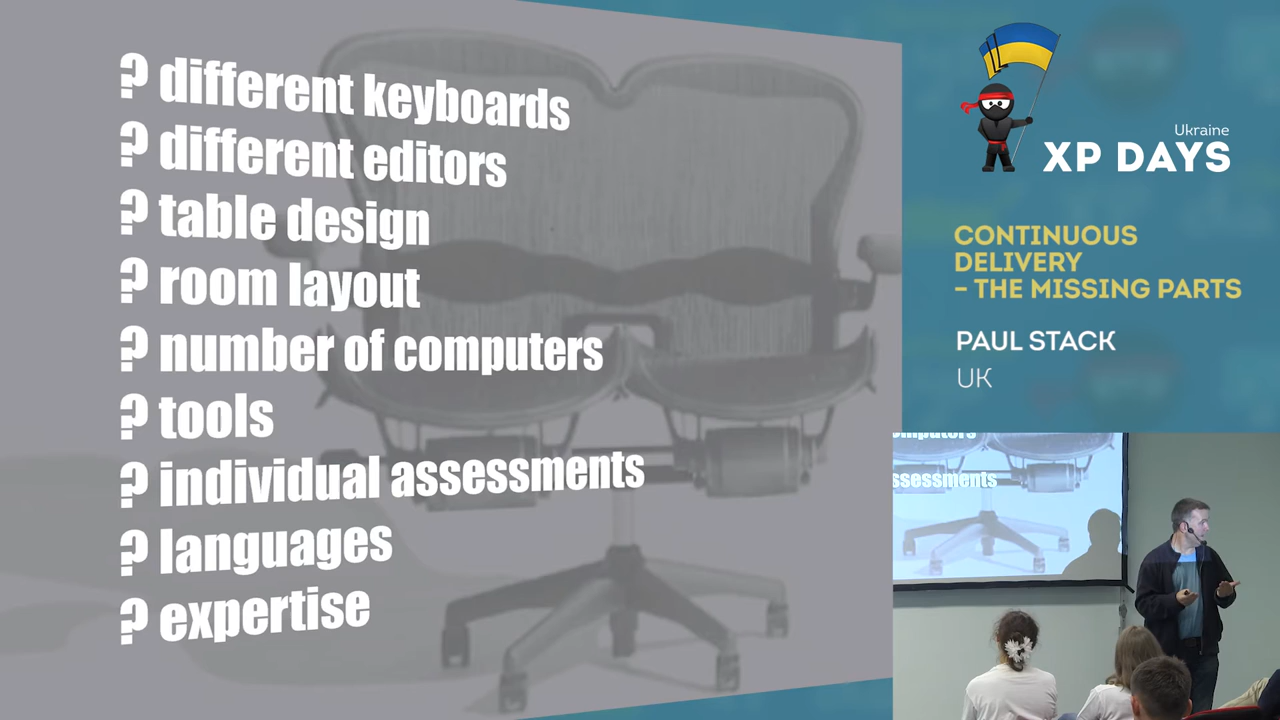 ? different keyboards
? different editors
? table design
? room layout
? number of computers
? tools
? individual assessments
? languages
? expertise
Ukraine
XP DAYS
CONTINUOUS
DELIVERY
– THE MISSING PARTS
PAUL STACK
UK